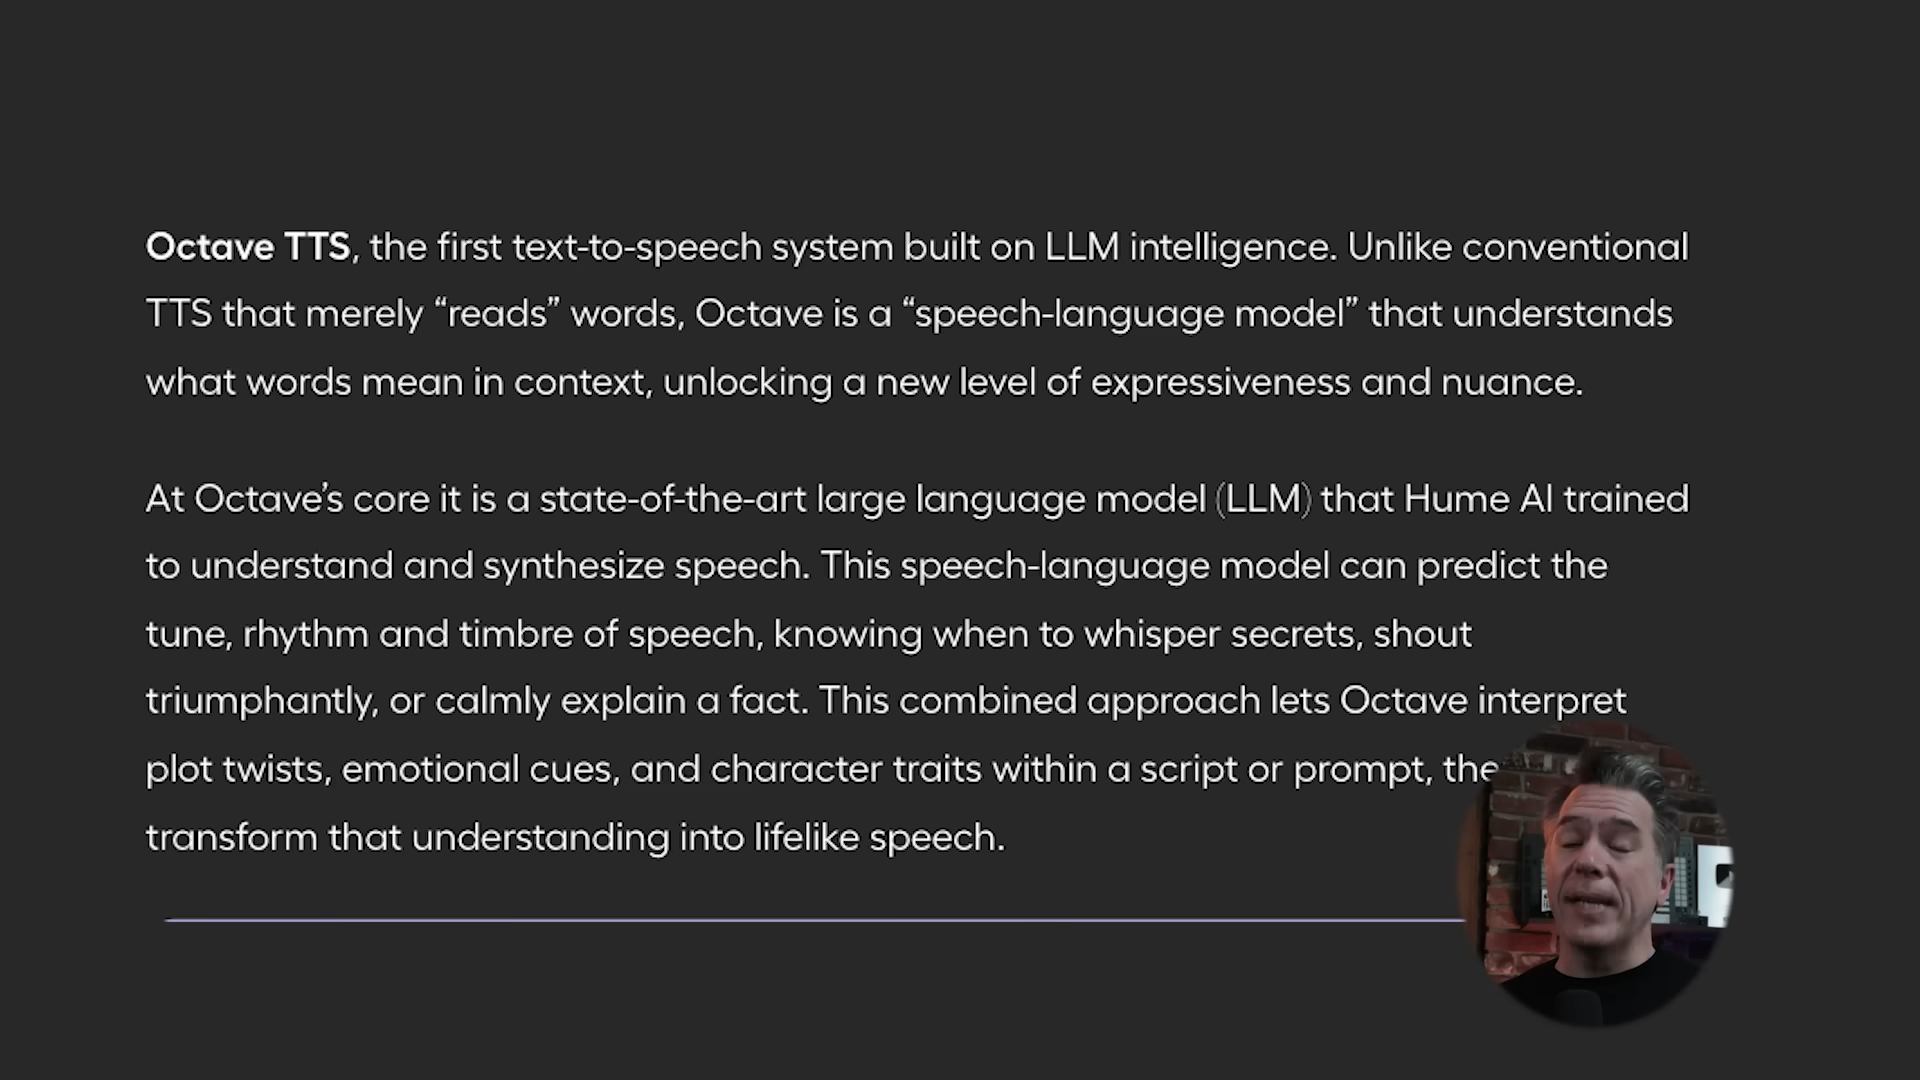 Octave TTS, the first text-to-speech system built on LLM intelligence. Unlike conventional
TTS that merely “reads” words, Octave is a “speech-language model” that understands
what words mean in context, unlocking a new level of expressiveness and nuance.
At Octave’s core it is a state-of-the-art large language model (LLM) that Hume AI trained
to understand and synthesize speech. This speech-language model can predict the
tune, rhythm and timbre of speech, knowing when to whisper secrets, shout
triumphantly, or calmly explain a fact. This combined approach lets Octave interpret
plot twists, emotional cues, and character traits within a script or prompt,
transform that understanding into lifelike speech.